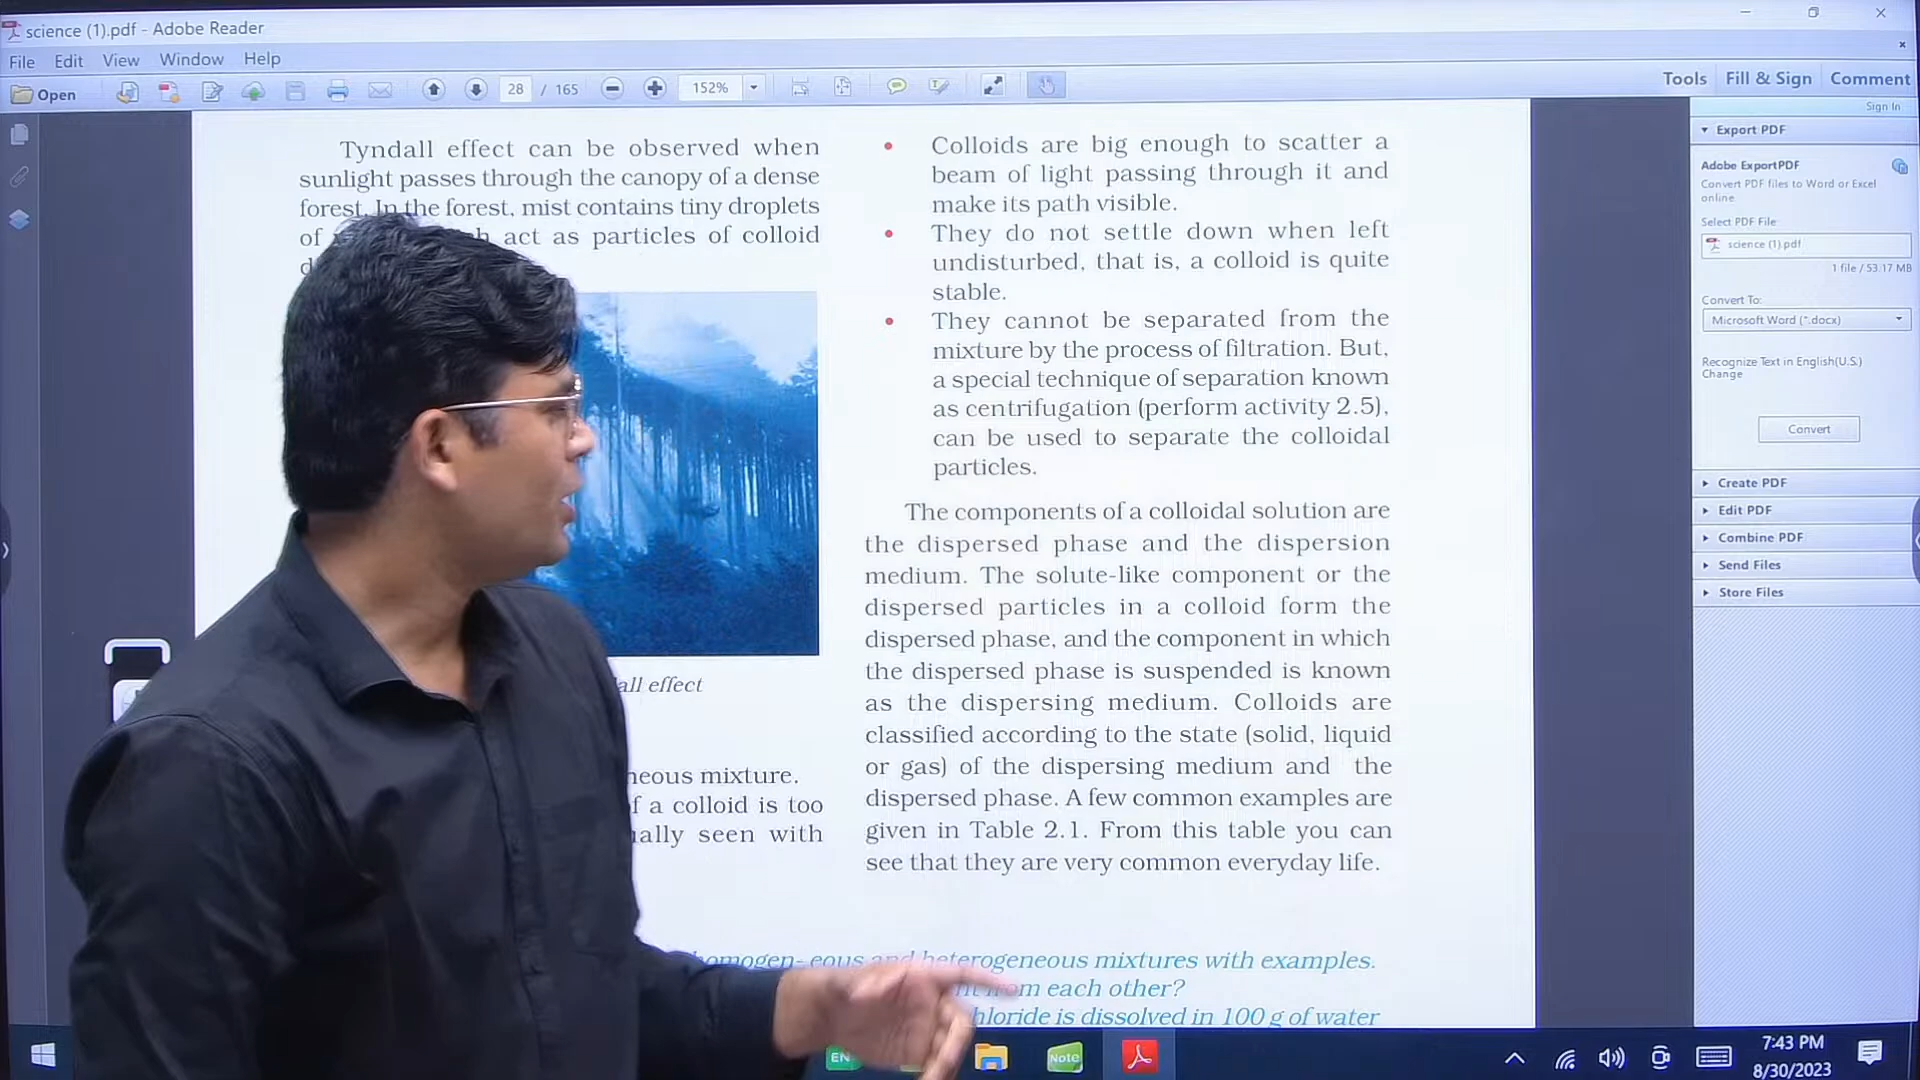 science (1).pdf - Adobe Reader
File Edit View Window Help
Open 28 / 165 152% Tools Fill & Sign Comment
Sign In
Tyndall effect can be observed when
sunlight passes through the canopy of a dense
forest. In the forest, mist contains tiny droplets
of act as particles of colloid
all effect
neous mixture.
f a colloid is too
ually seen with
Colloids are big enough to scatter a
beam of light passing through it and
make its path visible.
They do not settle down when left
undisturbed, that is, a colloid is quite
stable.
They cannot be separated from the
mixture by the process of filtration. But,
a special technique of separation known
as centrifugation (perform activity 2.5),
can be used to separate the colloidal
particles.
The components of a colloidal solution are
the dispersed phase and the dispersion
medium. The solute-like component or the
dispersed particles in a colloid form the
dispersed phase, and the component in which
the dispersed phase is suspended is known
as the dispersing medium. Colloids are
classified according to the state (solid, liquid
or gas) of the dispersing medium and the
dispersed phase. A few common examples are
given in Table 2.1. From this table you can
see that they are very common everyday life.
homogen- eous and heterogeneous mixtures with examples.
from each other?
hloride is dissolved in 100 g of water
Export PDF
Adobe ExportPDF
Convert PDF files to Word or Excel
online.
Select PDF File:
science (1).pdf
1 file / 53.17 MB
Convert To:
Microsoft Word (*.docx)
Recognize Text in English(U.S.)
Change
Convert
Create PDF
Edit PDF
Combine PDF
Send Files
Store Files
EN
Note
7:43 PM
8/30/2023